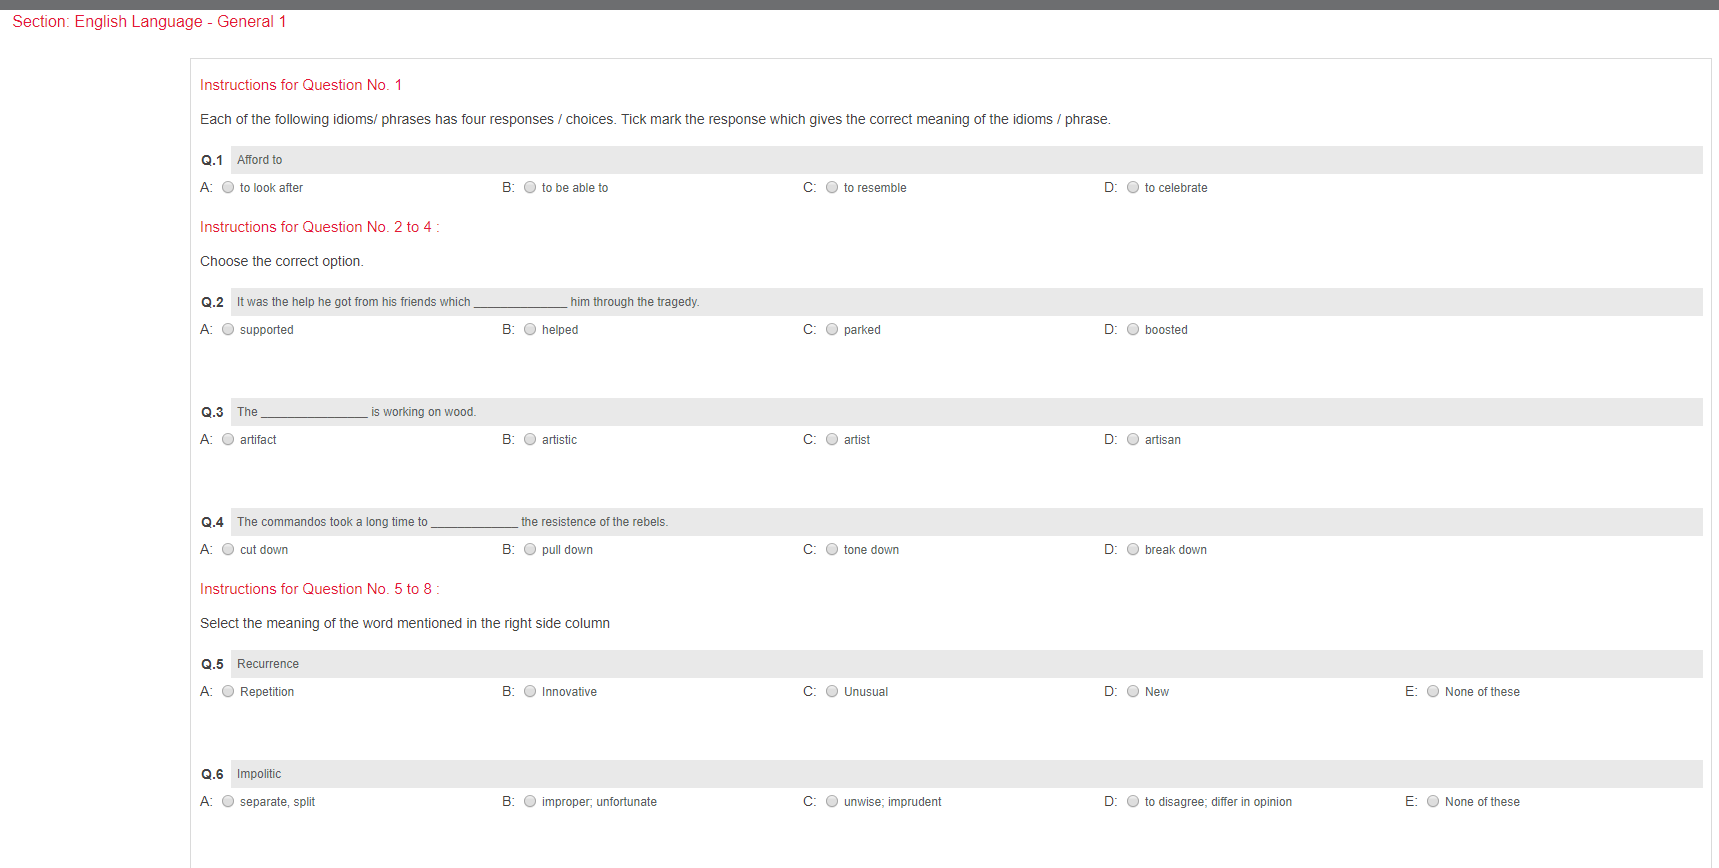 Section: English Language - General 1
Instructions for Question No. 1
Each of the following idioms/ phrases has four responses / choices. Tick mark the response which gives the correct meaning of the idioms / phrase.
Q.1 Afford to
A: to look after B: to be able to C: to resemble D: to celebrate
Instructions for Question No. 2 to 4 :
Choose the correct option.
Q.2 It was the help he got from his friends which ______________ him through the tragedy.
A: supported B: helped C: parked D: boosted
Q.3 The ________________ is working on wood.
A: artifact B: artistic C: artist D: artisan
Q.4 The commandos took a long time to _____________ the resistence of the rebels.
A: cut down B: pull down C: tone down D: break down
Instructions for Question No. 5 to 8 :
Select the meaning of the word mentioned in the right side column
Q.5 Recurrence
A: Repetition B: Innovative C: Unusual D: New E: None of these
Q.6 Impolitic
A: separate, split B: improper; unfortunate C: unwise; imprudent D: to disagree; differ in opinion E: None of these